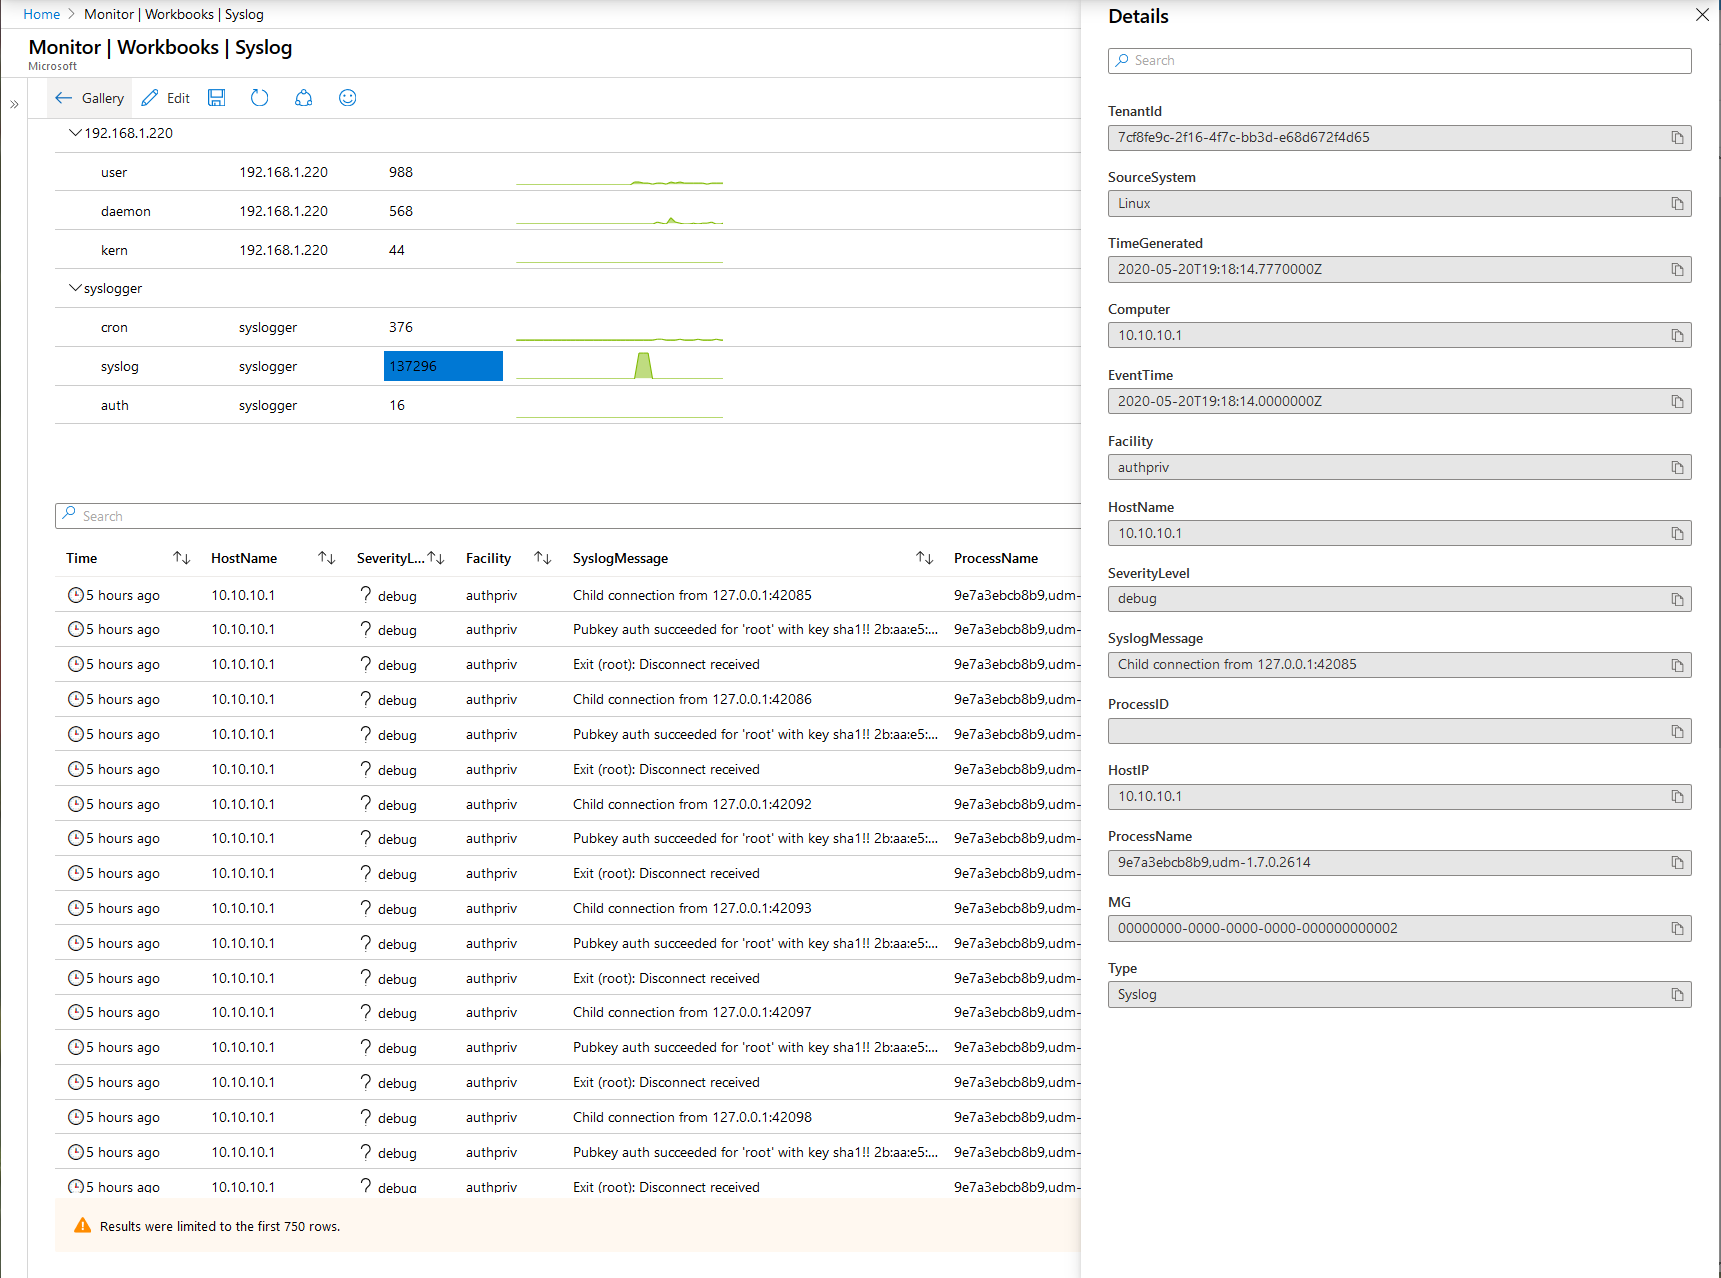 Home > Monitor | Workbooks | Syslog
Monitor | Workbooks | Syslog
Microsoft
» Gallery Edit
192.168.1.220
user 192.168.1.220 988
daemon 192.168.1.220 568
kern 192.168.1.220 44
syslogger
cron syslogger 376
syslog syslogger 137296
auth syslogger 16
Search
Time HostName SeverityL... Facility SyslogMessage ProcessName
5 hours ago 10.10.10.1 ? debug authpriv Child connection from 127.0.0.1:42085 9e7a3ebcb8b9,udm-
5 hours ago 10.10.10.1 ? debug authpriv Pubkey auth succeeded for 'root' with key sha1!! 2b:aa:e5:... 9e7a3ebcb8b9,udm-
5 hours ago 10.10.10.1 ? debug authpriv Exit (root): Disconnect received 9e7a3ebcb8b9,udm-
5 hours ago 10.10.10.1 ? debug authpriv Child connection from 127.0.0.1:42086 9e7a3ebcb8b9,udm-
5 hours ago 10.10.10.1 ? debug authpriv Pubkey auth succeeded for 'root' with key sha1!! 2b:aa:e5:... 9e7a3ebcb8b9,udm-
5 hours ago 10.10.10.1 ? debug authpriv Exit (root): Disconnect received 9e7a3ebcb8b9,udm-
5 hours ago 10.10.10.1 ? debug authpriv Child connection from 127.0.0.1:42092 9e7a3ebcb8b9,udm-
5 hours ago 10.10.10.1 ? debug authpriv Pubkey auth succeeded for 'root' with key sha1!! 2b:aa:e5:... 9e7a3ebcb8b9,udm-
5 hours ago 10.10.10.1 ? debug authpriv Exit (root): Disconnect received 9e7a3ebcb8b9,udm-
5 hours ago 10.10.10.1 ? debug authpriv Child connection from 127.0.0.1:42093 9e7a3ebcb8b9,udm-
5 hours ago 10.10.10.1 ? debug authpriv Pubkey auth succeeded for 'root' with key sha1!! 2b:aa:e5:... 9e7a3ebcb8b9,udm-
5 hours ago 10.10.10.1 ? debug authpriv Exit (root): Disconnect received 9e7a3ebcb8b9,udm-
5 hours ago 10.10.10.1 ? debug authpriv Child connection from 127.0.0.1:42097 9e7a3ebcb8b9,udm-
5 hours ago 10.10.10.1 ? debug authpriv Pubkey auth succeeded for 'root' with key sha1!! 2b:aa:e5:... 9e7a3ebcb8b9,udm-
5 hours ago 10.10.10.1 ? debug authpriv Exit (root): Disconnect received 9e7a3ebcb8b9,udm-
5 hours ago 10.10.10.1 ? debug authpriv Child connection from 127.0.0.1:42098 9e7a3ebcb8b9,udm-
5 hours ago 10.10.10.1 ? debug authpriv Pubkey auth succeeded for 'root' with key sha1!! 2b:aa:e5:... 9e7a3ebcb8b9,udm-
5 hours ago 10.10.10.1 ? debug authpriv Exit (root): Disconnect received 9e7a3ebcb8b9,udm-
Results were limited to the first 750 rows.
Details
Search
TenantId
7cf8fe9c-2f16-4f7c-bb3d-e68d672f4d65
SourceSystem
Linux
TimeGenerated
2020-05-20T19:18:14.7770000Z
Computer
10.10.10.1
EventTime
2020-05-20T19:18:14.0000000Z
Facility
authpriv
HostName
10.10.10.1
SeverityLevel
debug
SyslogMessage
Child connection from 127.0.0.1:42085
ProcessID
HostIP
10.10.10.1
ProcessName
9e7a3ebcb8b9,udm-1.7.0.2614
MG
00000000-0000-0000-0000-000000000002
Type
Syslog